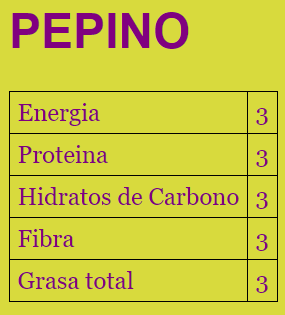 PEPINO
Energia 3
Proteina 3
Hidratos de Carbono 3
Fibra 3
Grasa total 3